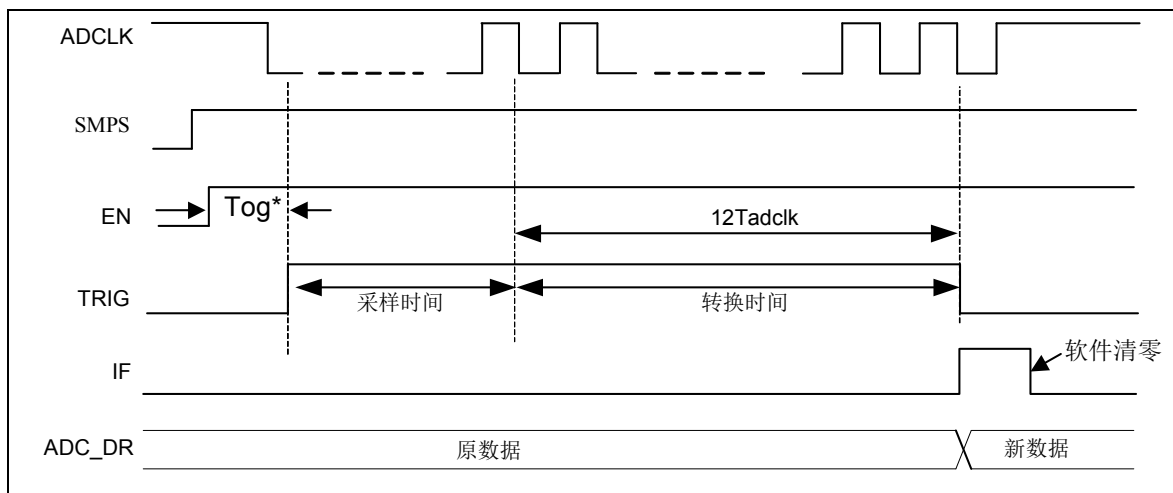 ADCLK
SMPS
EN
Tog*
12Tadclk
TRIG
采样时间
转换时间
IF
软件清零
ADC_DR
原数据
新数据